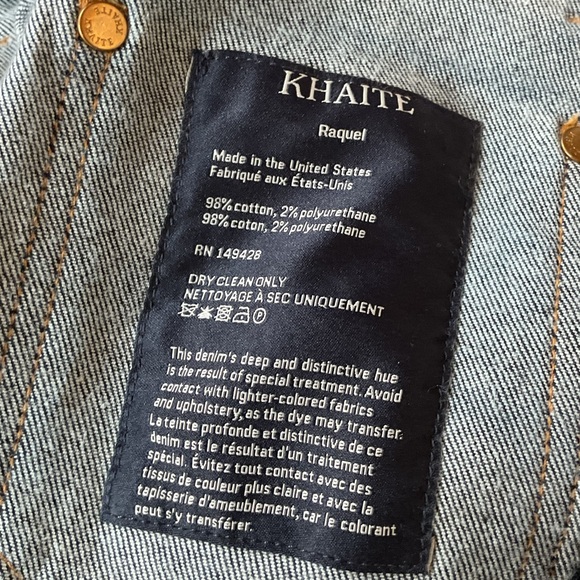 KHAITE
KHAITE
Raquel
Made in the United States
Fabriqué aux États-Unis
98% cotton, 2% polyurethane
98% coton, 2% polyurethane
RN 149428
DRY CLEAN ONLY
NETTOYAGE À SEC UNIQUEMENT
P
This denim's deep and distinctive hue
is the result of special treatment. Avoid
contact with lighter-colored fabrics
and upholstery, as the dye may transfer.
La teinte profonde et distinctive de ce
denim est le résultat d'un traitement
spécial. Évitez tout contact avec des
tissus de couleur plus claire et avec la
tapisserie d'ameublement, car le colorant
peut s'y transférer.